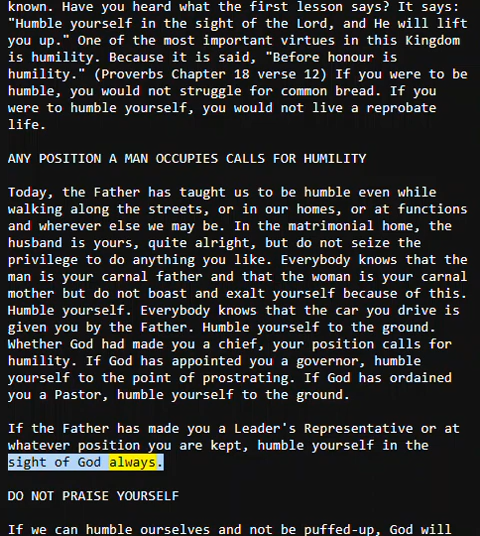 known. Have you heard what the first lesson says? It says:
"Humble yourself in the sight of the Lord, and He will lift
you up." One of the most important virtues in this Kingdom
is humility. Because it is said, "Before honour is
humility." (Proverbs Chapter 18 verse 12) If you were to be
humble, you would not struggle for common bread. If you
were to humble yourself, you would not live a reprobate
life.

ANY POSITION A MAN OCCUPIES CALLS FOR HUMILITY

Today, the Father has taught us to be humble even while
walking along the streets, or in our homes, or at functions
and wherever else we may be. In the matrimonial home, the
husband is yours, quite alright, but do not seize the
privilege to do anything you like. Everybody knows that the
man is your carnal father and that the woman is your carnal
mother but do not boast and exalt yourself because of this.
Humble yourself. Everybody knows that the car you drive is
given you by the Father. Humble yourself to the ground.
Whether God had made you a chief, your position calls for
humility. If God has appointed you a governor, humble
yourself to the point of prostrating. If God has ordained
you a Pastor, humble yourself to the ground.

If the Father has made you a Leader's Representative or at
whatever position you are kept, humble yourself in the
sight of God always.

DO NOT PRAISE YOURSELF

If we can humble ourselves and not be puffed-up, God will